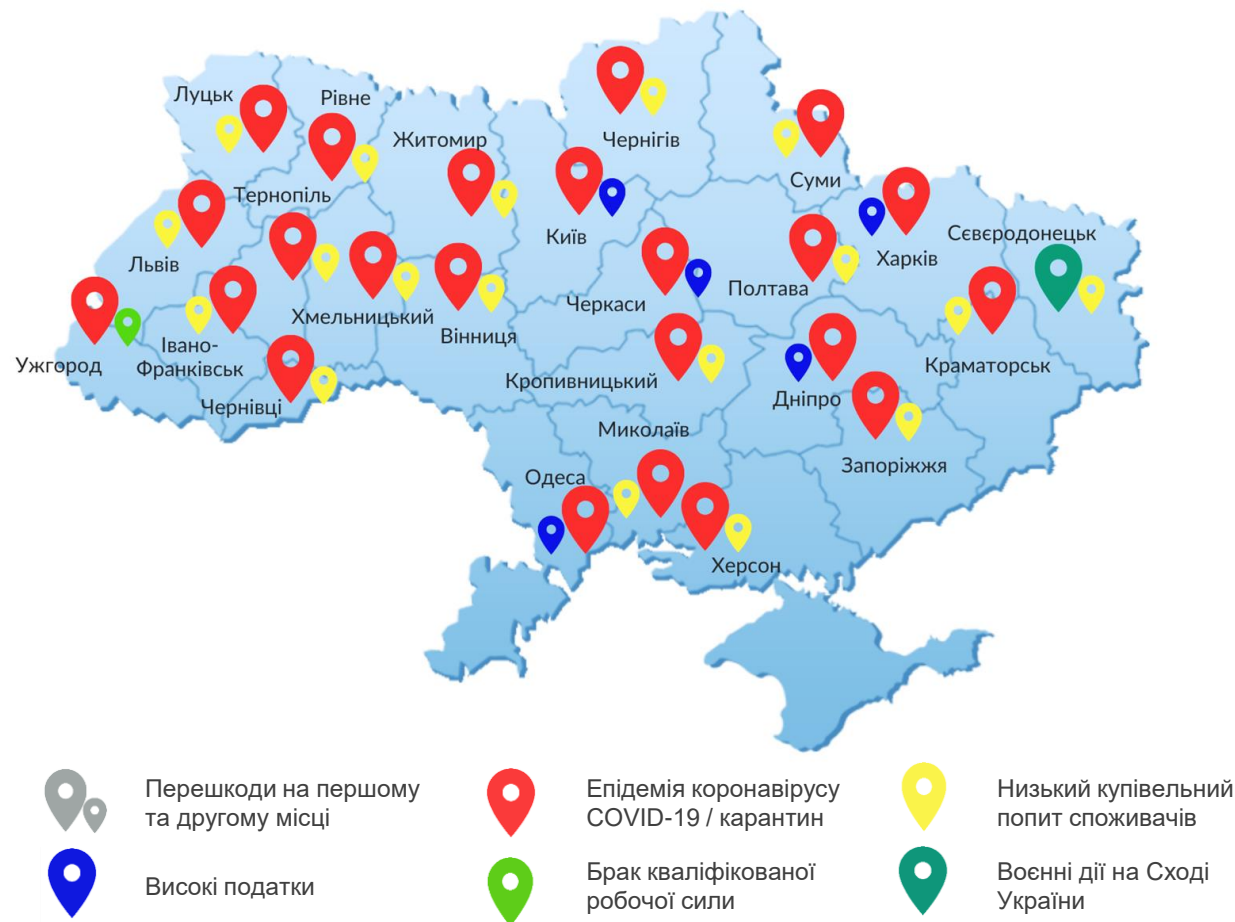 Луцьк
Рівне
Житомир
Чернігів
Суми
Тернопіль
Львів
Київ
Харків
Сєвєродонецьк
Черкаси
Полтава
Хмельницький
Вінниця
Ужгород
Івано-
Франківськ
Чернівці
Кропивницький
Дніпро
Краматорськ
Запоріжжя
Миколаїв
Одеса
Херсон
Перешкоди на першому
та другому місці
Епідемія коронавірусу
COVID-19 / карантин
Низький купівельний
попит споживачів
Високі податки
Брак кваліфікованої
робочої сили
Воєнні дії на Сході
України